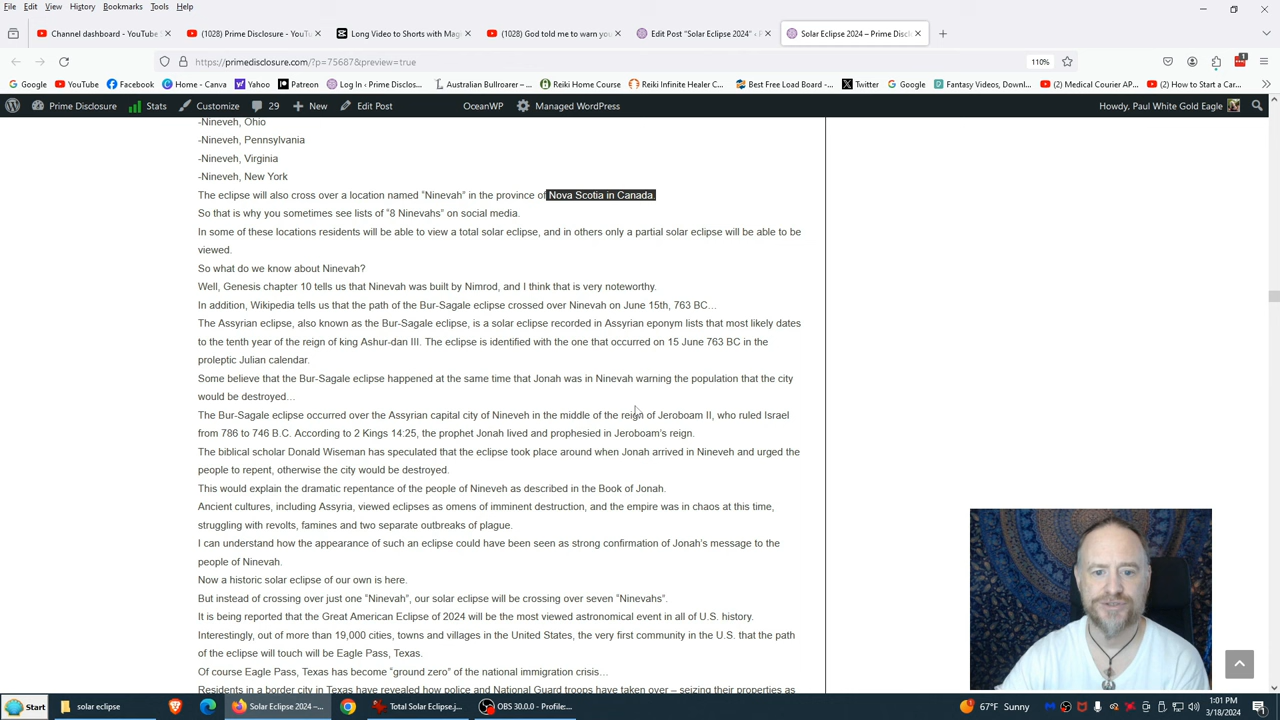 File Edit View History Bookmarks Tools Help
Channel dashboard - YouTube S
(1028) Prime Disclosure - YouTu
Long Video to Shorts with Mag
(1028) God told me to warn you
Edit Post "Solar Eclipse 2024" ‹ P
Solar Eclipse 2024 – Prime Discl
https://primedisclosure.com/?p=75687&preview=true
110%
Google YouTube Facebook Home - Canva Yahoo Patreon Log In ‹ Prime Disclos... Australian Bullroarer –... Reiki Home Course Reiki Infinite Healer C... Best Free Load Board -... Twitter Google Fantasy Videos, Downl... (2) Medical Courier AP... (1) How to Start a Car...
Prime Disclosure Stats Customize 29 New Edit Post OceanWP Managed WordPress Howdy, Paul White Gold Eagle
-Nineveh, Ohio
-Nineveh, Pennsylvania
-Nineveh, Virginia
-Nineveh, New York
The eclipse will also cross over a location named “Ninevah” in the province of Nova Scotia in Canada.
So that is why you sometimes see lists of “8 Ninevahs” on social media.
In some of these locations residents will be able to view a total solar eclipse, and in others only a partial solar eclipse will be able to be
viewed.
So what do we know about Ninevah?
Well, Genesis chapter 10 tells us that Ninevah was built by Nimrod, and I think that is very noteworthy.
In addition, Wikipedia tells us that the path of the Bur-Sagale eclipse crossed over Ninevah on June 15th, 763 BC…
The Assyrian eclipse, also known as the Bur-Sagale eclipse, is a solar eclipse recorded in Assyrian eponym lists that most likely dates
to the tenth year of the reign of king Ashur-dan III. The eclipse is identified with the one that occurred on 15 June 763 BC in the
proleptic Julian calendar.
Some believe that the Bur-Sagale eclipse happened at the same time that Jonah was in Ninevah warning the population that the city
would be destroyed…
The Bur-Sagale eclipse occurred over the Assyrian capital city of Nineveh in the middle of the reign of Jeroboam II, who ruled Israel
from 786 to 746 B.C. According to 2 Kings 14:25, the prophet Jonah lived and prophesied in Jeroboam’s reign.
The biblical scholar Donald Wiseman has speculated that the eclipse took place around when Jonah arrived in Nineveh and urged the
people to repent, otherwise the city would be destroyed.
This would explain the dramatic repentance of the people of Nineveh as described in the Book of Jonah.
Ancient cultures, including Assyria, viewed eclipses as omens of imminent destruction, and the empire was in chaos at this time,
struggling with revolts, famines and two separate outbreaks of plague.
I can understand how the appearance of such an eclipse could have been seen as strong confirmation of Jonah’s message to the
people of Ninevah.
Now a historic solar eclipse of our own is here.
But instead of crossing over just one “Ninevah”, our solar eclipse will be crossing over seven “Ninevahs”.
It is being reported that the Great American Eclipse of 2024 will be the most viewed astronomical event in all of U.S. history.
Interestingly, out of more than 19,000 cities, towns and villages in the United States, the very first community in the U.S. that the path
of the eclipse will touch will be Eagle Pass, Texas.
Of course Eagle Pass, Texas has become “ground zero” of the national immigration crisis…
Residents in a border city in Texas have revealed how police and National Guard troops have taken over – seizing their properties as
Start solar eclipse Solar Eclipse 2024 –... Total Solar Eclipse.j... OBS 30.0.0 - Profile:... 67°F Sunny 1:01 PM
3/18/2024